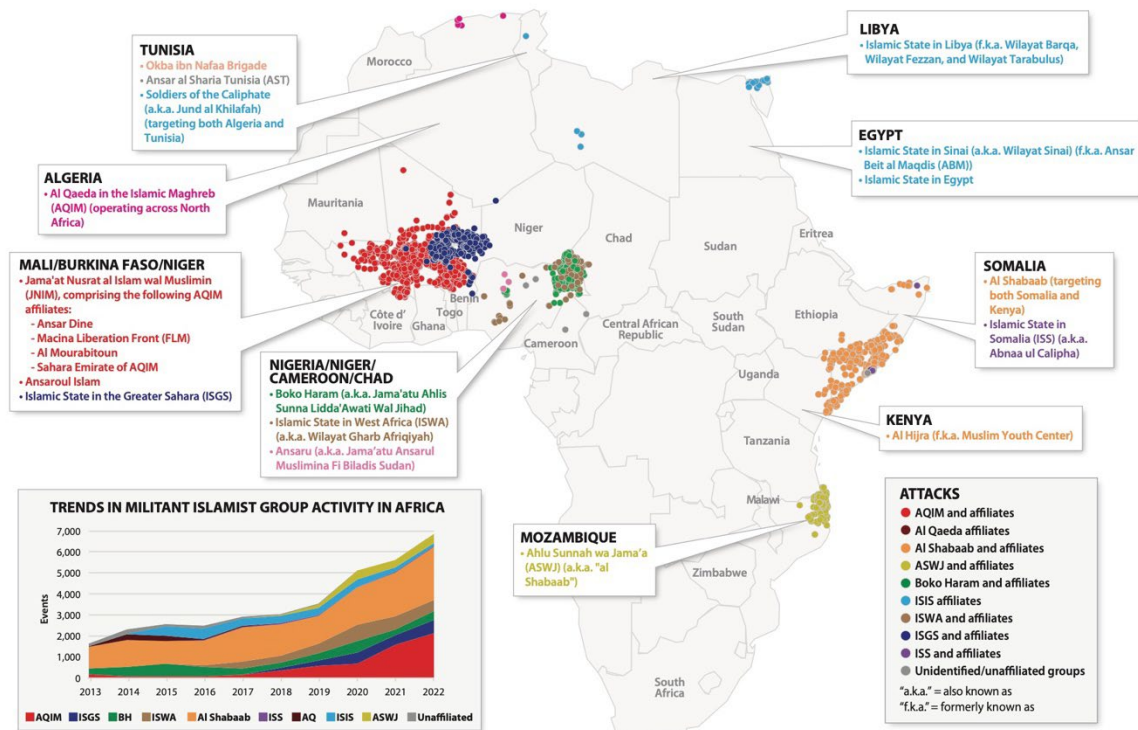 TUNISIA
• Okba ibn Nafaa Brigade
• Ansar al Sharia Tunisia (AST)
• Soldiers of the Caliphate
(a.k.a. Jund al Khilafah)
(targeting both Algeria and
Tunisia)
LIBYA
• Islamic State in Libya (f.k.a. Wilayat Barqa,
Wilayat Fezzan, and Wilayat Tarabulus)
EGYPT
• Islamic State in Sinai (a.k.a. Wilayat Sinai) (f.k.a. Ansar
Beit al Maqdis (ABM))
• Islamic State in Egypt
ALGERIA
• Al Qaeda in the Islamic Maghreb
(AQIM) (operating across North
Africa)
MALI/BURKINA FASO/NIGER
• Jama'at Nusrat al Islam wal Muslimin
(JNIM), comprising the following AQIM
affiliates:
- Ansar Dine
- Macina Liberation Front (FLM)
- Al Mourabitoun
- Sahara Emirate of AQIM
• Ansaroul Islam
• Islamic State in the Greater Sahara (ISGS)
NIGERIA/NIGER/
CAMEROON/CHAD
• Boko Haram (a.k.a. Jama'atu Ahlis
Sunna Lidda'Awati Wal Jihad)
• Islamic State in West Africa (ISWA)
(a.k.a. Wilayat Gharb Afriqiyah)
• Ansaru (a.k.a. Jama'atu Ansarul
Muslimina Fi Biladis Sudan)
SOMALIA
• Al Shabaab (targeting
both Somalia and
Kenya)
• Islamic State in
Somalia (ISS) (a.k.a.
Abnaa ul Calipha)
KENYA
• Al Hijra (f.k.a. Muslim Youth Center)
MOZAMBIQUE
• Ahlu Sunnah wa Jama'a
(ASWJ) (a.k.a. "al
Shabaab")
Morocco
Mauritania
Niger
Chad
Sudan
Eritrea
Ethiopia
Benin
Togo
Ghana
Côte d'
Ivoire
Cameroon
Central African
Republic
South
Sudan
Uganda
Tanzania
Malawi
Zimbabwe
South
Africa
TRENDS IN MILITANT ISLAMIST GROUP ACTIVITY IN AFRICA
Events
7,000
6,000
5,000
4,000
3,000
2,000
1,000
0
2013 2014 2015 2016 2017 2018 2019 2020 2021 2022
AQIM ISGS BH ISWA Al Shabaab ISS AQ ISIS ASWJ Unaffiliated
ATTACKS
AQIM and affiliates
Al Qaeda affiliates
Al Shabaab and affiliates
ASWJ and affiliates
Boko Haram and affiliates
ISIS affiliates
ISWA and affiliates
ISGS and affiliates
ISS and affiliates
Unidentified/unaffiliated groups
"a.k.a." = also known as
"f.k.a." = formerly known as